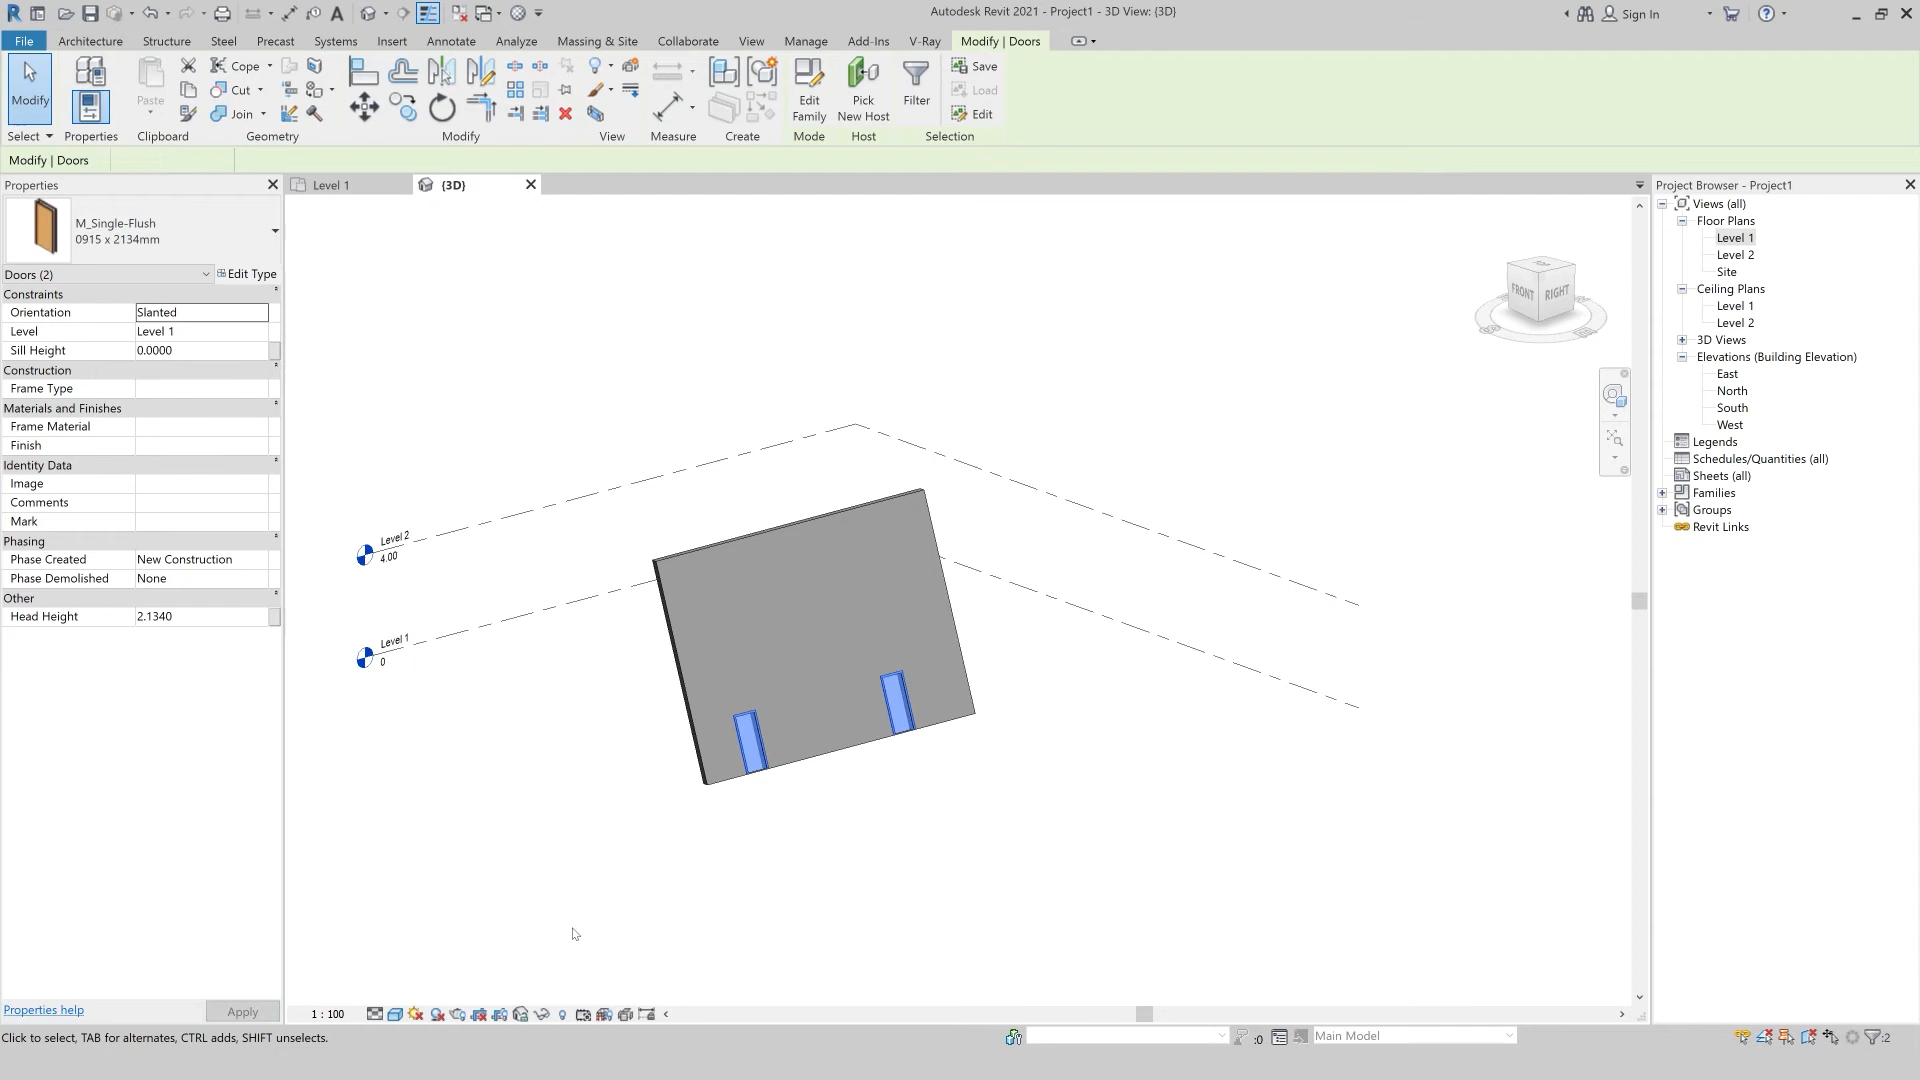 Autodesk Revit 2021 - Project1 - 3D View: {3D}
Sign In
File
Architecture
Structure
Steel
Precast
Systems
Insert
Annotate
Analyze
Massing & Site
Collaborate
View
Manage
Add-Ins
V-Ray
Modify | Doors
Modify
Paste
Cope
Cut
Join
Edit
Family
Pick
New Host
Filter
Save
Load
Edit
Select
Properties
Clipboard
Geometry
Modify
View
Measure
Create
Mode
Host
Selection
Modify | Doors
Properties
M_Single-Flush
0915 x 2134mm
Doors (2)
Edit Type
Constraints
Orientation Slanted
Level Level 1
Sill Height 0.0000
Construction
Frame Type
Materials and Finishes
Frame Material
Finish
Identity Data
Image
Comments
Mark
Phasing
Phase Created New Construction
Phase Demolished None
Other
Head Height 2.1340
Properties help
Apply
Level 1
{3D}
FRONT
RIGHT
Level 2
4.00
Level 1
0
1 : 100
Project Browser - Project1
Views (all)
Floor Plans
Level 1
Level 2
Site
Ceiling Plans
Level 1
Level 2
3D Views
Elevations (Building Elevation)
East
North
South
West
Legends
Schedules/Quantities (all)
Sheets (all)
Families
Groups
Revit Links
Click to select, TAB for alternates, CTRL adds, SHIFT unselects.
:0
Main Model
:2